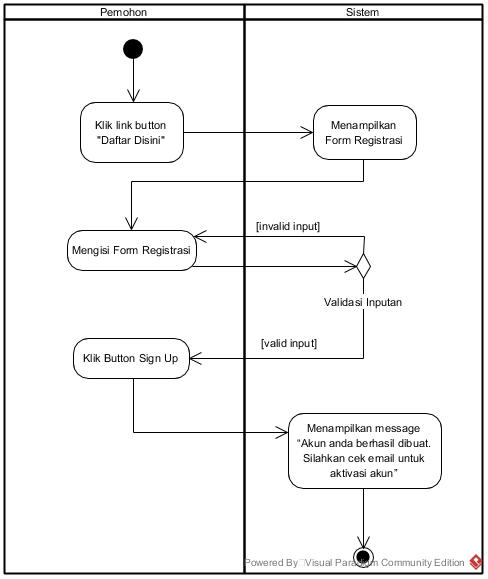 Pemohon
Sistem
Klik link button
"Daftar Disini"
Menampilkan
Form Registrasi
[invalid input]
Mengisi Form Registrasi
Validasi Inputan
[valid input]
Klik Button Sign Up
Menampilkan message
“Akun anda berhasil dibuat.
Silahkan cek email untuk
aktivasi akun”
Powered By Visual Paradigm Community Edition